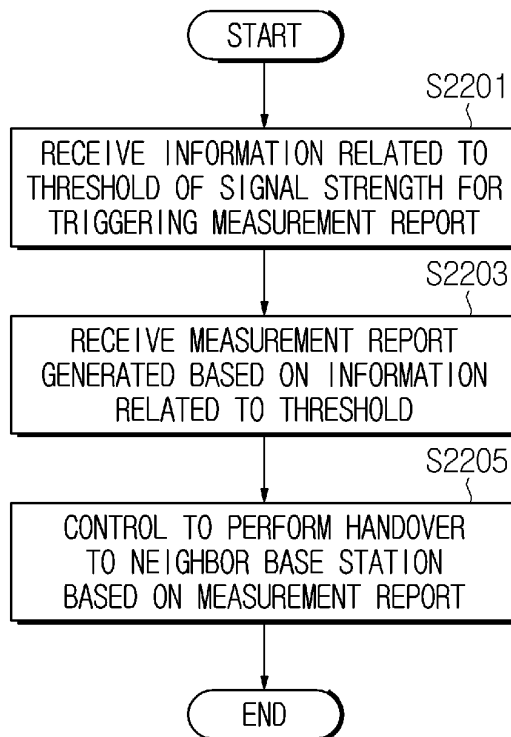 START
S2201
RECEIVE INFORMATION RELATED TO
THRESHOLD OF SIGNAL STRENGTH FOR
TRIGGERING MEASUREMENT REPORT
S2203
RECEIVE MEASUREMENT REPORT
GENERATED BASED ON INFORMATION
RELATED TO THRESHOLD
S2205
CONTROL TO PERFORM HANDOVER
TO NEIGHBOR BASE STATION
BASED ON MEASUREMENT REPORT
END